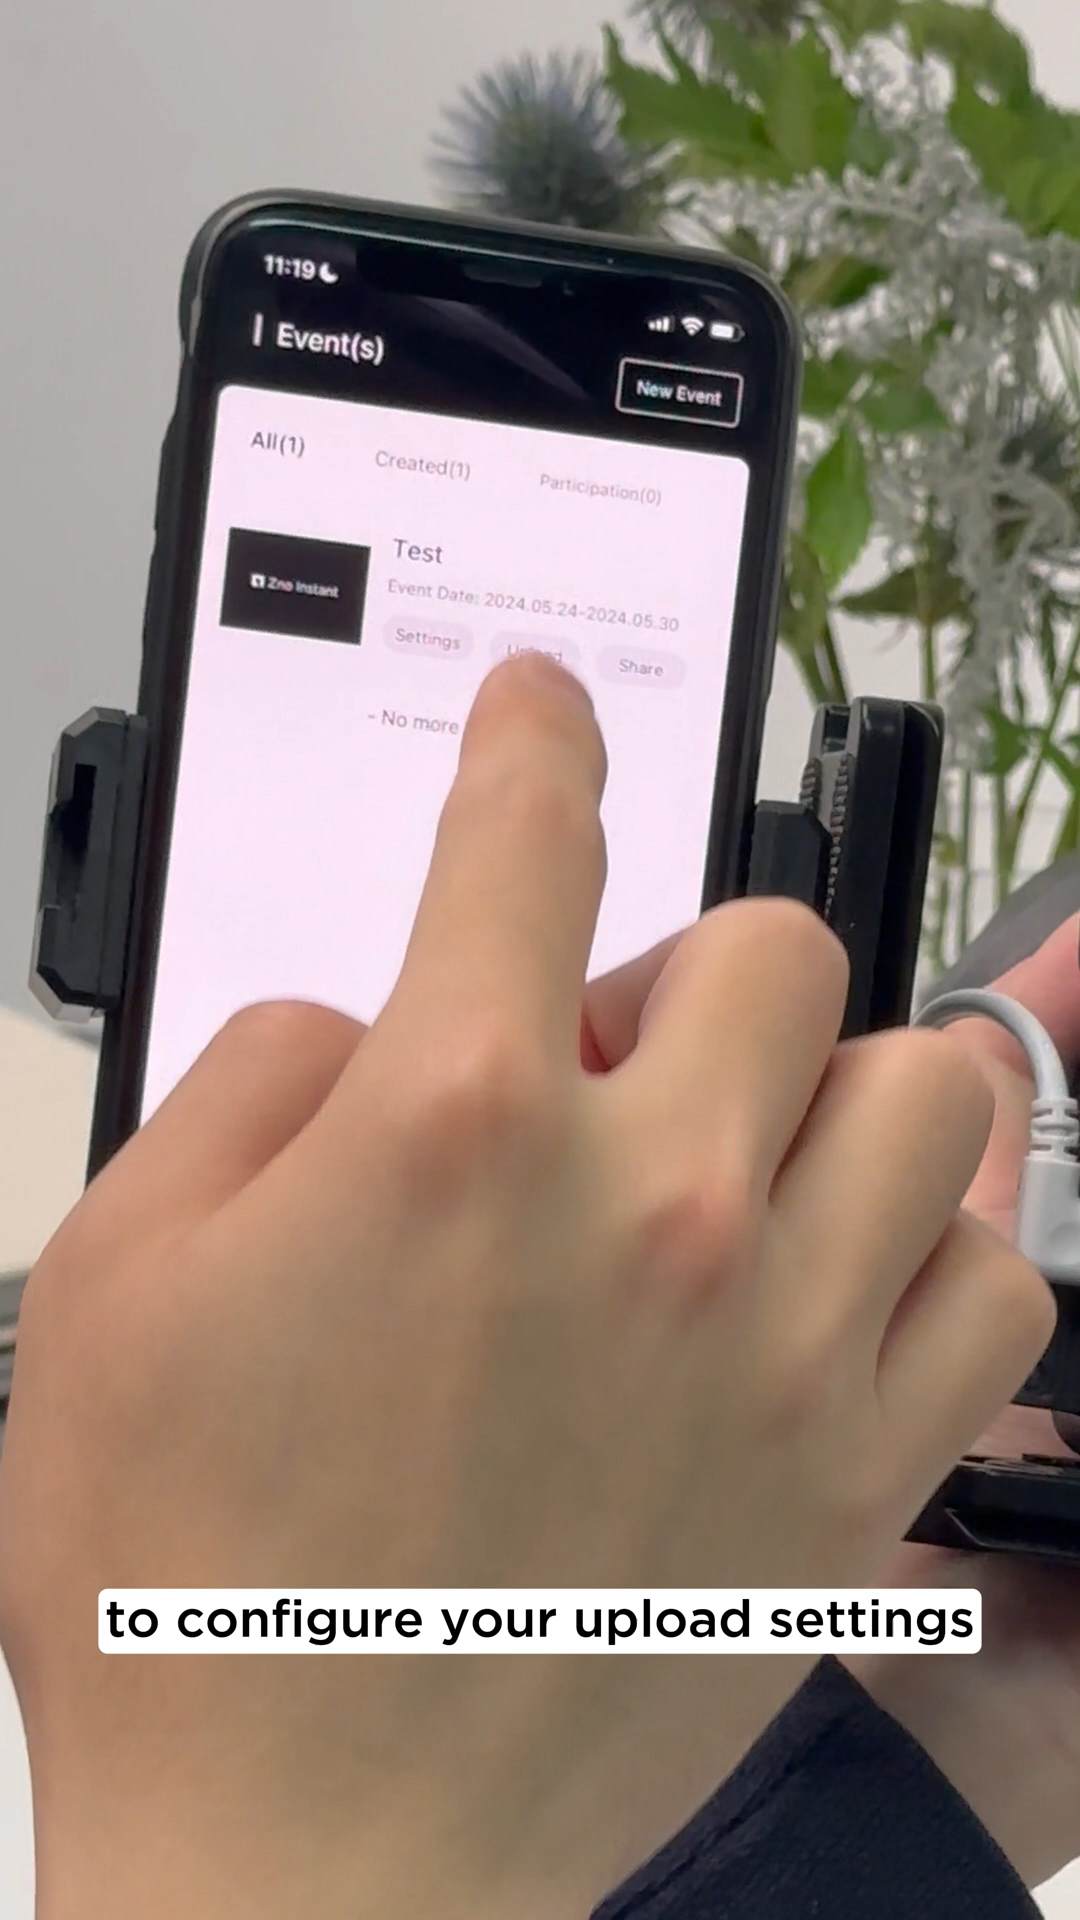 11:19
Event(s)
New Event
All(1)
Created(1)
Participation(0)
Test
Zno Instant
Event Date: 2024.05.24-2024.05.30
Settings
Upload
Share
- No more
to configure your upload settings